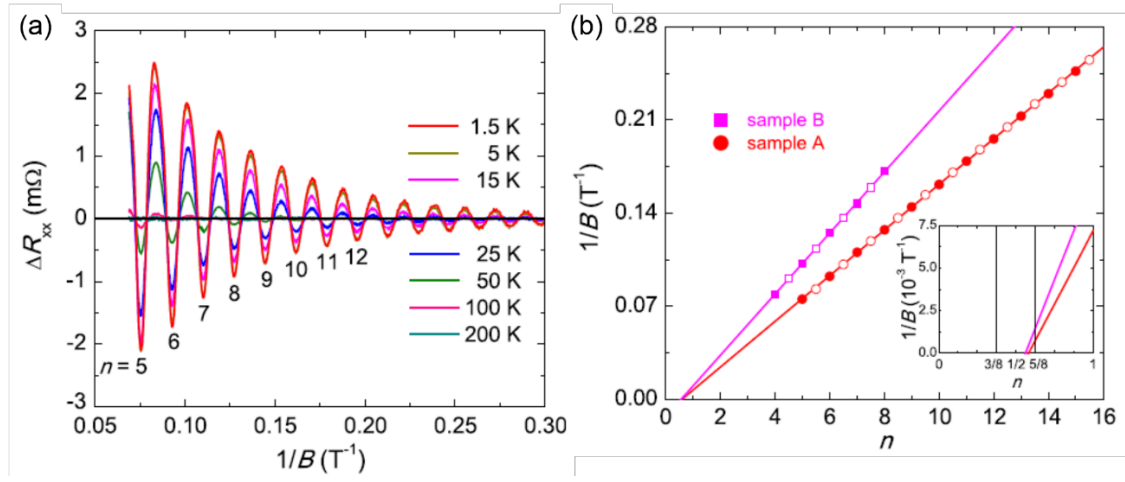 (a)
3
2
1
0
-1
-2
-3
ΔRxx (mΩ)
1.5 K
5 K
15 K
25 K
50 K
100 K
200 K
n = 5
6
7
8
9
10
11
12
0.05 0.10 0.15 0.20 0.25 0.30
1/B (T⁻¹)
(b)
0.28
0.21
0.14
0.07
0.00
1/B (T⁻¹)
sample B
sample A
0 2 4 6 8 10 12 14 16
n
7.5
5.0
2.5
0.0
1/B (10⁻³ T⁻¹)
0 3/8 1/2 5/8 1
n